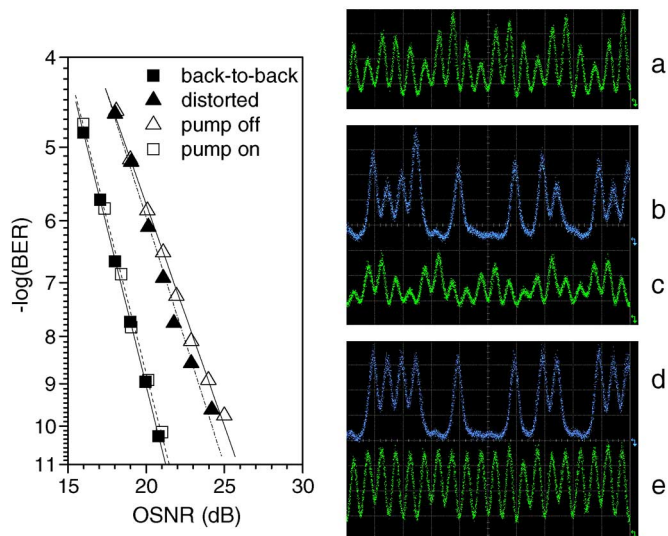 4
5
6
7
8
9
10
11
-log(BER)
back-to-back
distorted
pump off
pump on
15
20
25
30
OSNR (dB)
a
b
c
d
e